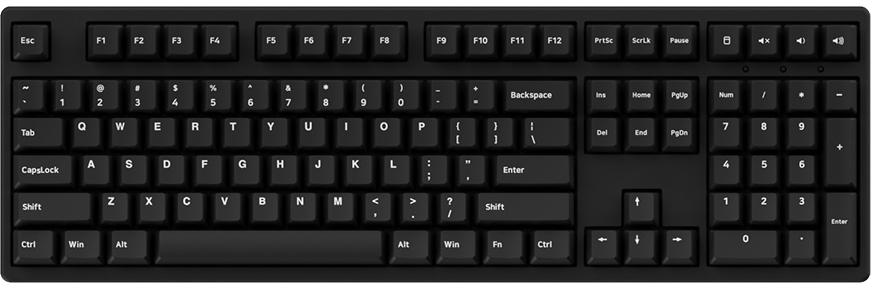 Esc F1 F2 F3 F4 F5 F6 F7 F8 F9 F10 F11 F12 PrtSc ScrLk Pause
~ ! @ # $ % ^ & * ( ) _ +
` 1 2 3 4 5 6 7 8 9 0 - = Backspace Ins Home PgUp Num / * -
Tab Q W E R T Y U I O P { } ¦ 7 8 9
[ ] \ Del End PgDn +
CapsLock A S D F G H J K L : ” Enter 4 5 6
; ,
Shift Z X C V B N M < > ? Shift ↑ 1 2 3
, . /
Enter
Ctrl Win Alt Alt Win Fn Ctrl ← ↓ → 0 .